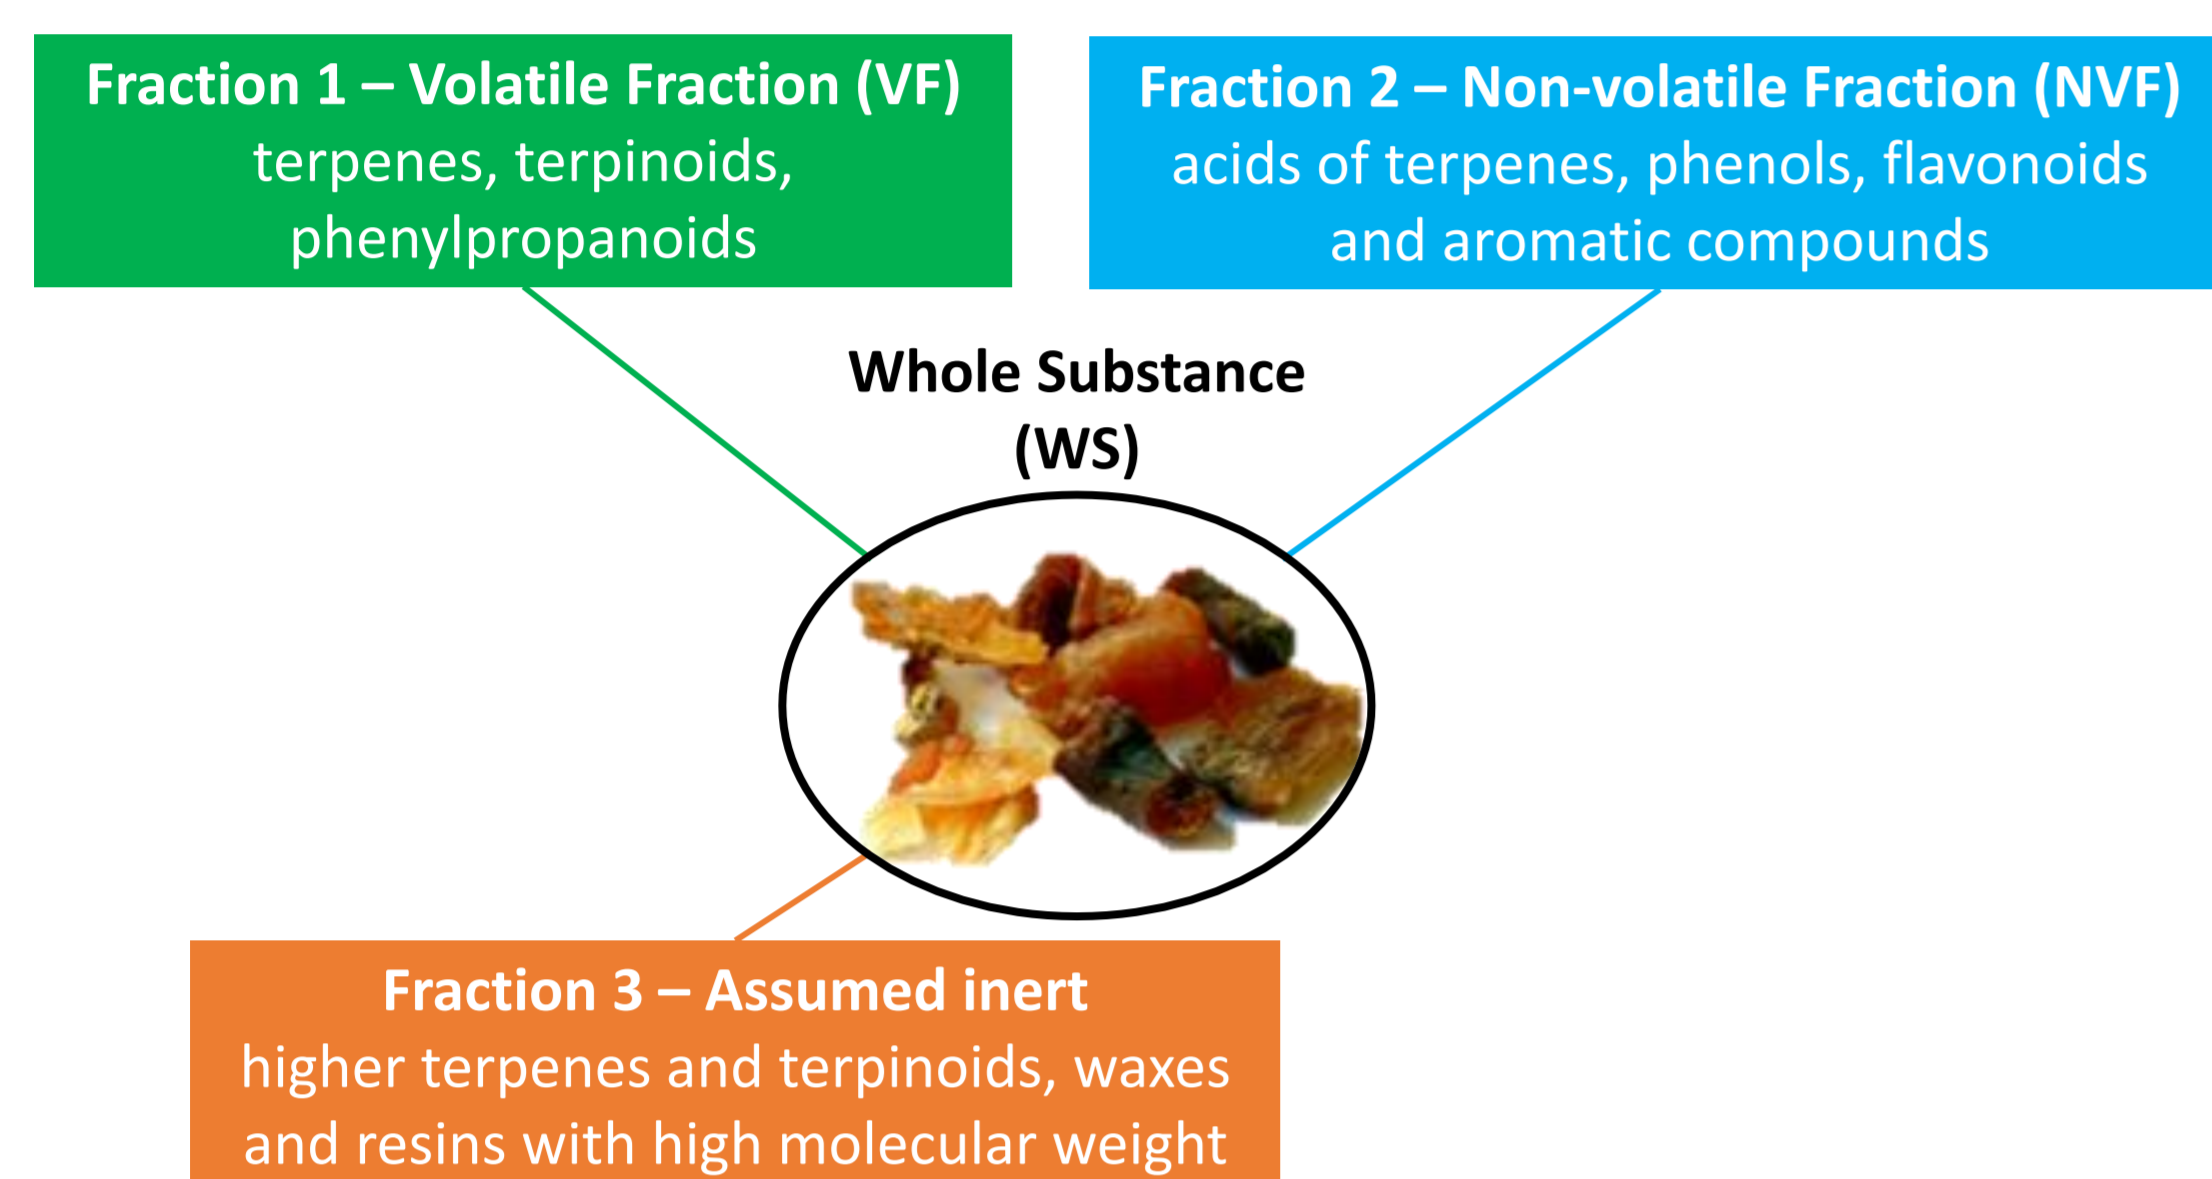 Fraction 1 – Volatile Fraction (VF)
terpenes, terpinoids,
phenylpropanoids
Fraction 2 – Non-volatile Fraction (NVF)
acids of terpenes, phenols, flavonoids
and aromatic compounds
Whole Substance
(WS)
Fraction 3 – Assumed inert
higher terpenes and terpinoids, waxes
and resins with high molecular weight